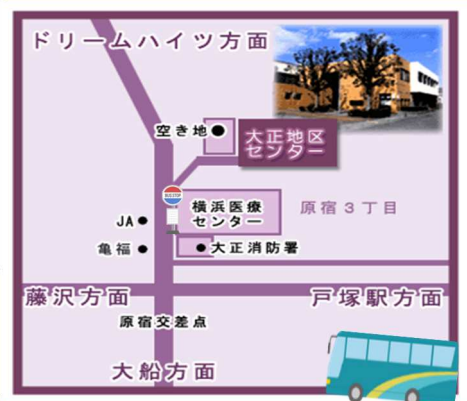 ドリームハイツ方面
空き地
大正地区
センター
横浜医療
センター
原宿3丁目
JA
亀福
大正消防署
藤沢方面
戸塚駅方面
原宿交差点
大船方面